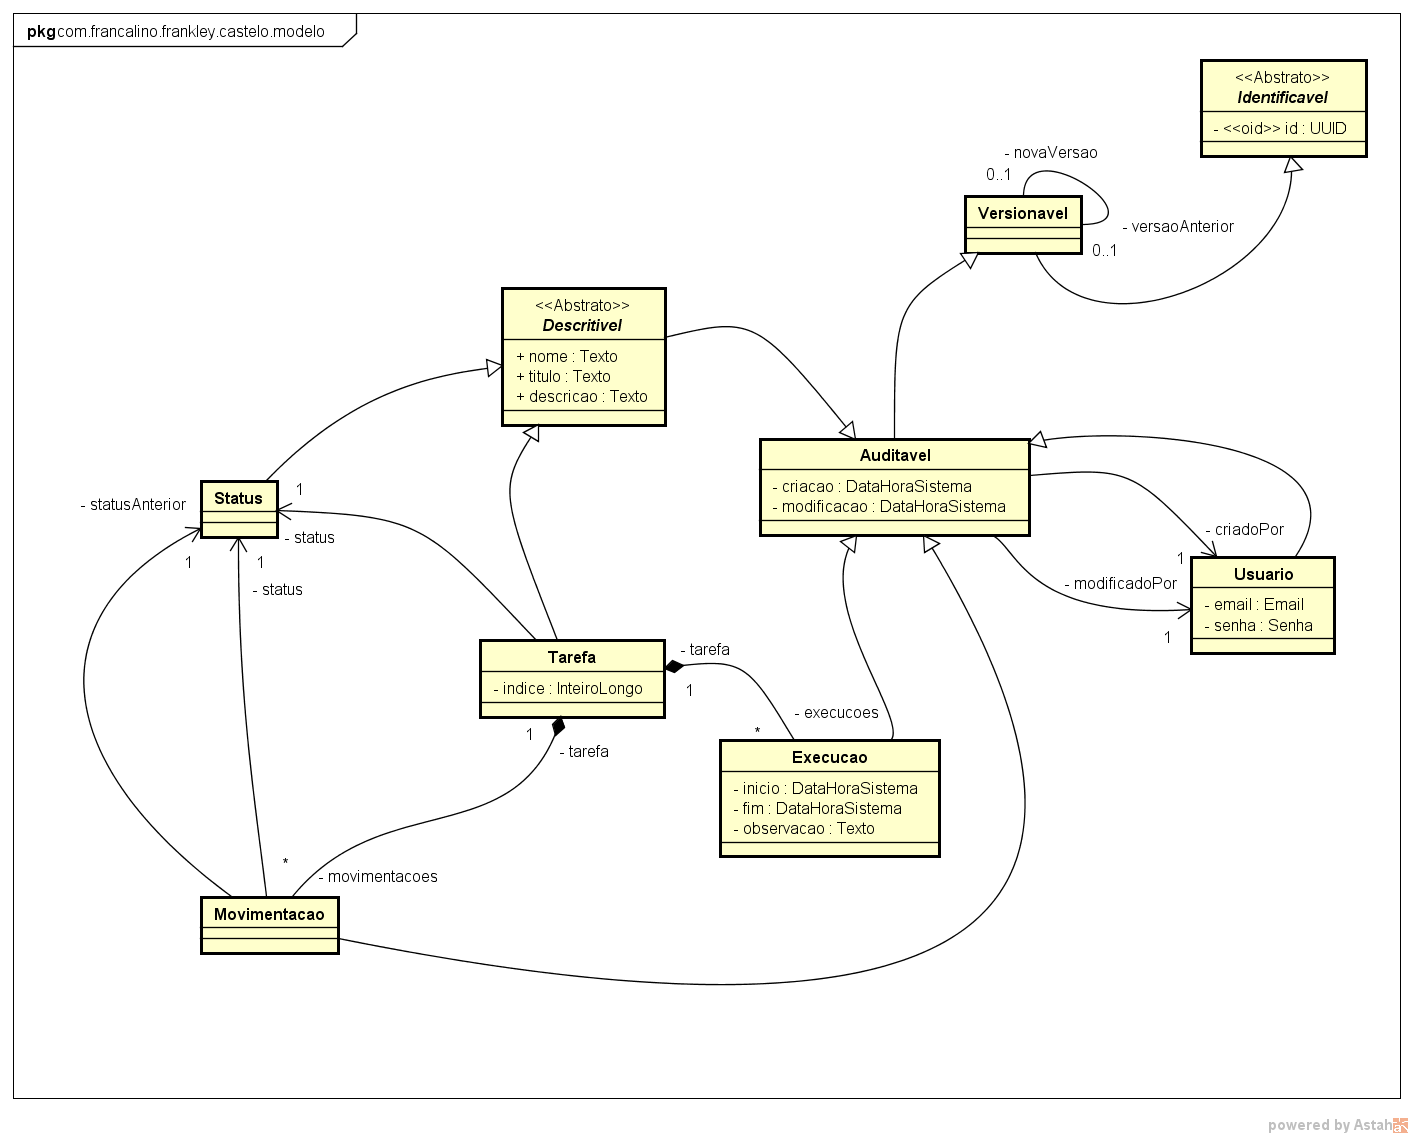 pkg com.francalino.frankley.castelo.modelo
<<Abstrato>>
Identificavel
- <<oid>> id : UUID
- novaVersao
0..1
Versionavel
- versaoAnterior
0..1
<<Abstrato>>
Descritivel
+ nome : Texto
+ titulo : Texto
+ descricao : Texto
Auditavel
- criacao : DataHoraSistema
- modificacao : DataHoraSistema
- statusAnterior
1
Status
1
- status
1
- status
- criadoPor
1
- modificadoPor
1
Usuario
- email : Email
- senha : Senha
Tarefa
- indice : InteiroLongo
- tarefa
1
1
- tarefa
- execucoes
*
Execucao
- inicio : DataHoraSistema
- fim : DataHoraSistema
- observacao : Texto
*
- movimentacoes
Movimentacao
powered by Astah